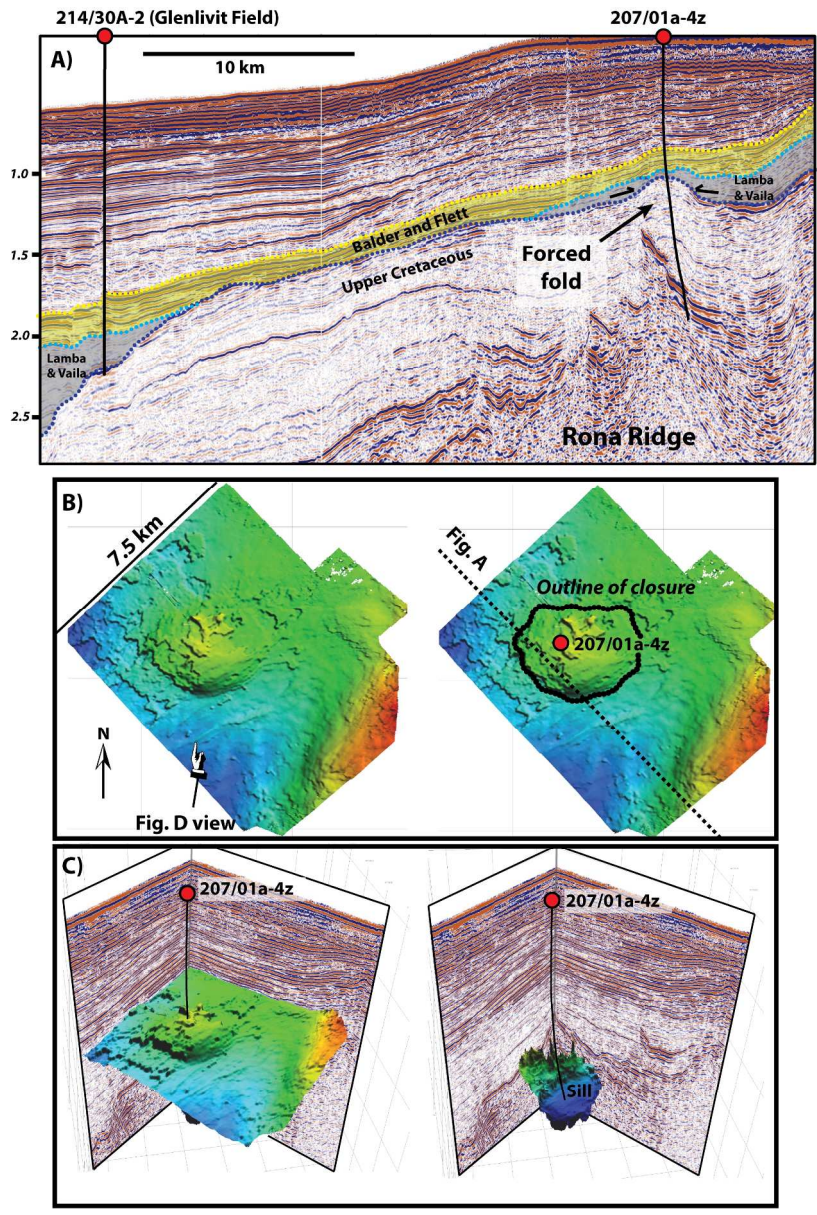 214/30A-2 (Glenlivit Field)
207/01a-4z
A)
10 km
1.0
Lamba
& Vaila
Balder and Flett
1.5
Forced
fold
Upper Cretaceous
2.0
Lamba
& Vaila
2.5
Rona Ridge
B)
7.5 km
Fig. A
Outline of closure
207/01a-4z
N
Fig. D view
C)
207/01a-4z
207/01a-4z
Sill